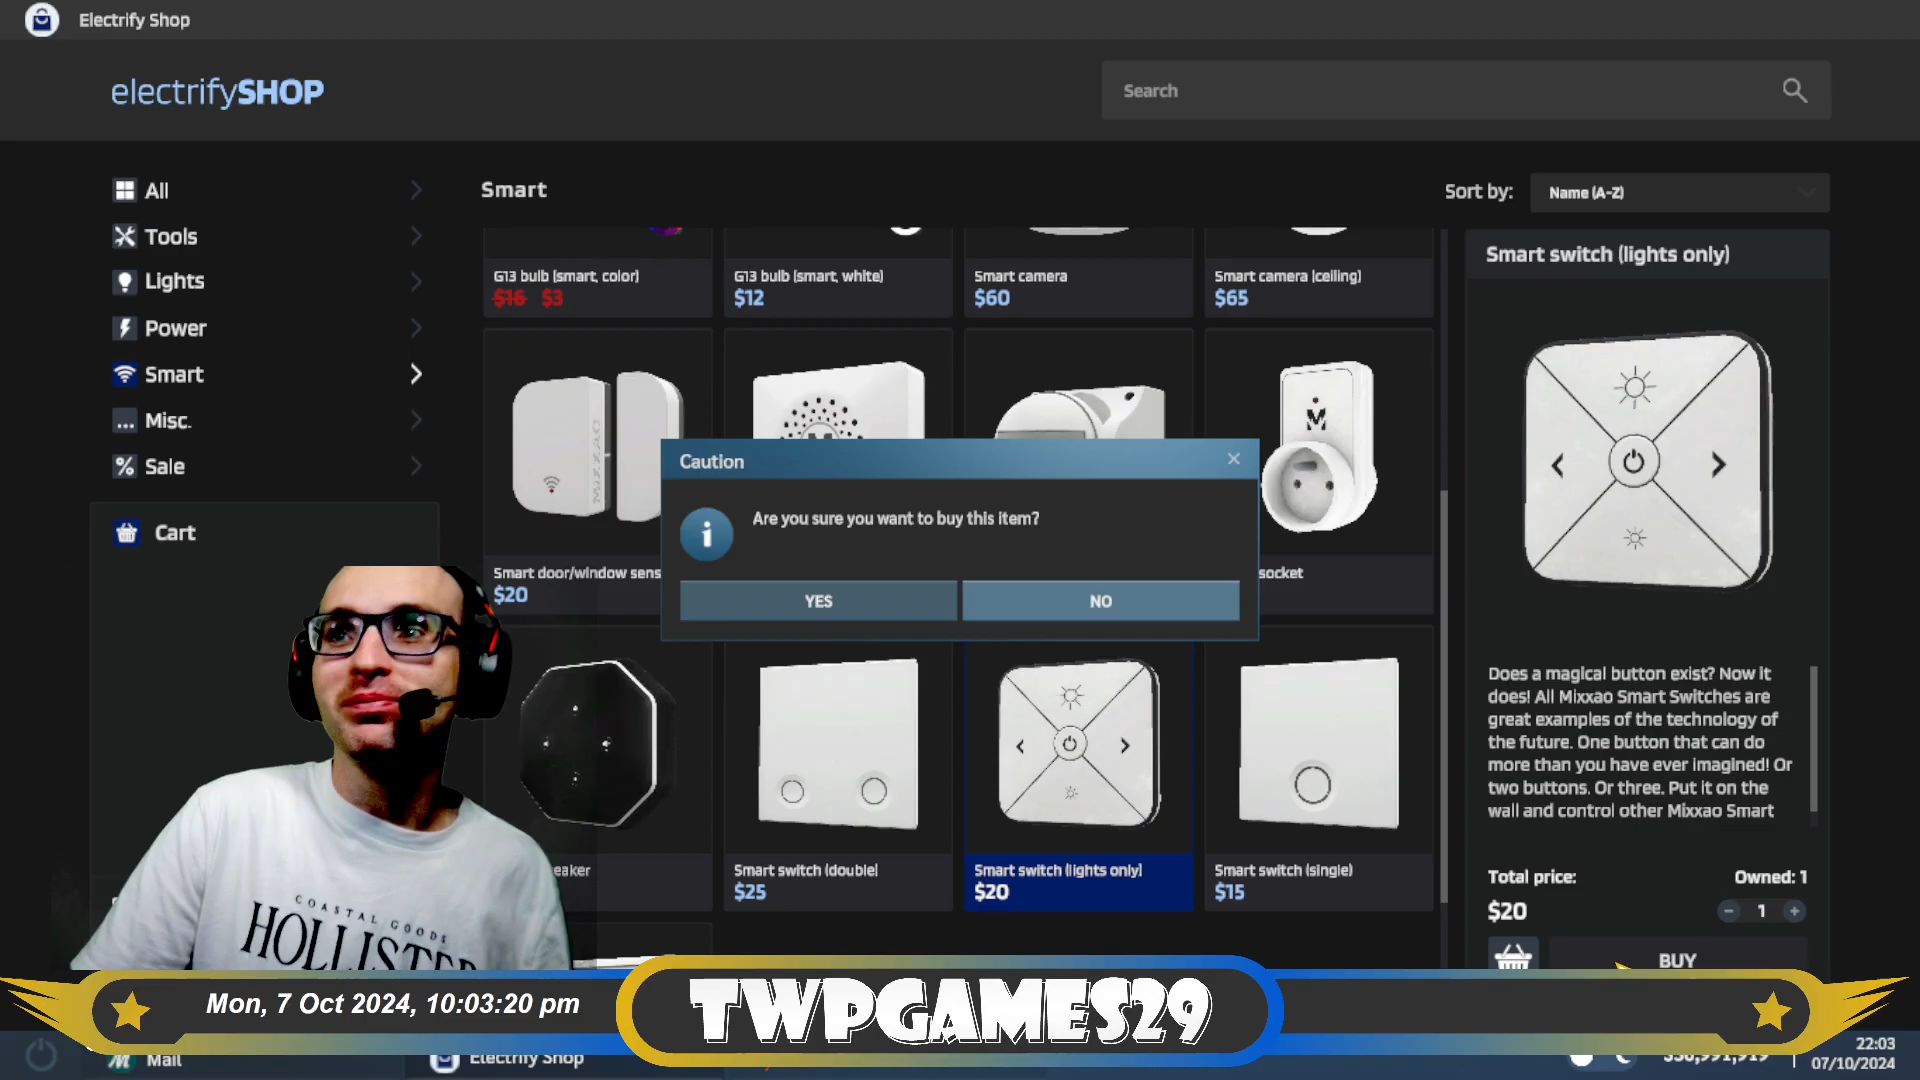 Electrify Shop
electrifySHOP
Search
All
Tools
Lights
Power
Smart
Misc.
Sale
Cart
Smart
Sort by:
Name (A-Z)
G13 bulb (smart, color)
$16 $3
G13 bulb (smart, white)
$12
Smart camera
$60
Smart camera (ceiling)
$65
MIXXAO
M
Smart door/window sens
$20
socket
Caution
Are you sure you want to buy this item?
YES
NO
eaker
Smart switch (double)
$25
Smart switch (lights only)
$20
Smart switch (single)
$15
Smart switch (lights only)
Does a magical button exist? Now it
does! All Mixxao Smart Switches are
great examples of the technology of
the future. One button that can do
more than you have ever imagined! Or
two buttons. Or three. Put it on the
wall and control other Mixxao Smart
Total price:
Owned: 1
$20
1
BUY
COASTAL GOODS
HOLLISTER
Mon, 7 Oct 2024, 10:03:20 pm
TWPGAMES29
Mail
Electrify Shop
22:03
07/10/2024